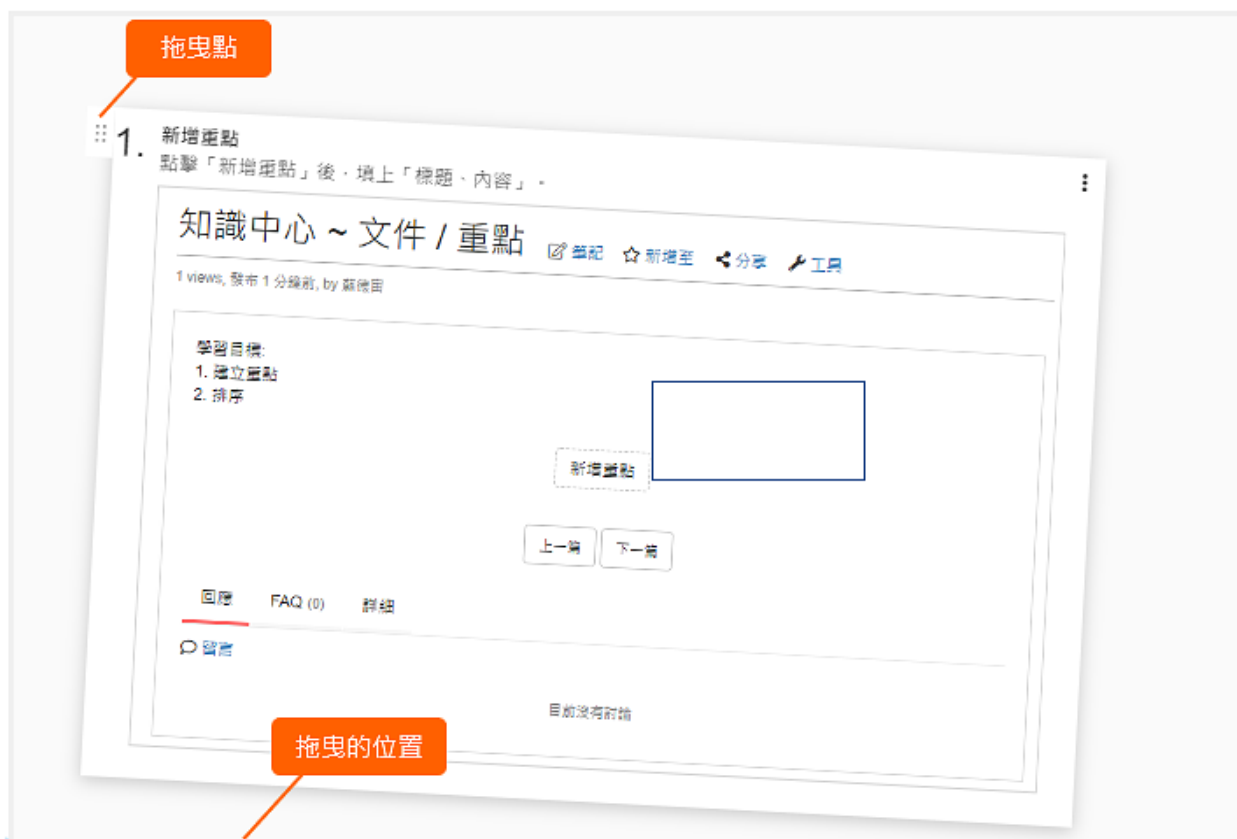 拖曳點
1. 新增重點
點擊「新增重點」後，填上「標題、內容」。
知識中心 ~ 文件 / 重點 筆記 新增至 分享 工具
1 views, 發布 1 分鐘前, by 蘇德宙
學習目標:
1. 建立重點
2. 排序
新增重點
上一篇 下一篇
回應 FAQ (0) 詳細
留言
目前沒有討論
拖曳的位置